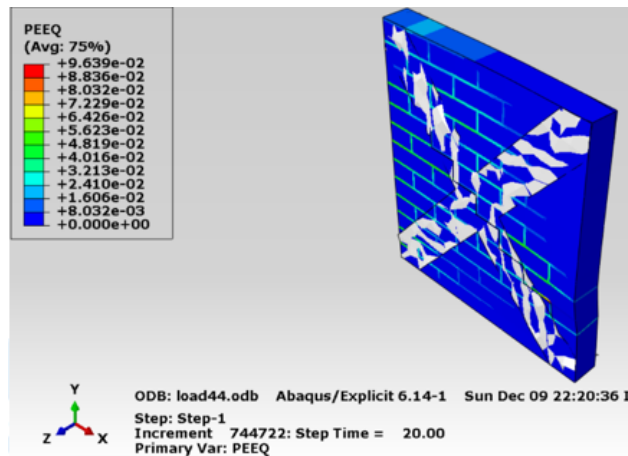 PEEQ
(Avg: 75%)
+9.639e-02
+8.836e-02
+8.032e-02
+7.229e-02
+6.426e-02
+5.623e-02
+4.819e-02
+4.016e-02
+3.213e-02
+2.410e-02
+1.606e-02
+8.032e-03
+0.000e+00
Y
Z X
ODB: load44.odb Abaqus/Explicit 6.14-1 Sun Dec 09 22:20:36
Step: Step-1
Increment 744722: Step Time = 20.00
Primary Var: PEEQ